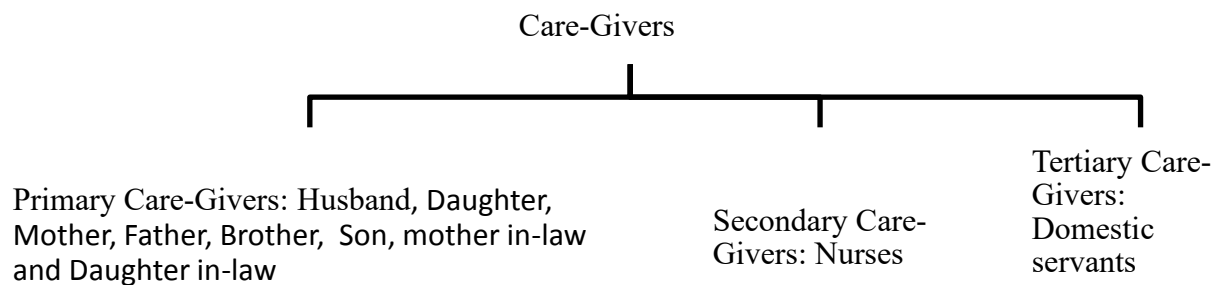 Care-Givers
Primary Care-Givers: Husband, Daughter,
Mother, Father, Brother,  Son, mother in-law
and Daughter in-law
Secondary Care-
Givers: Nurses
Tertiary Care-
Givers:
Domestic
servants